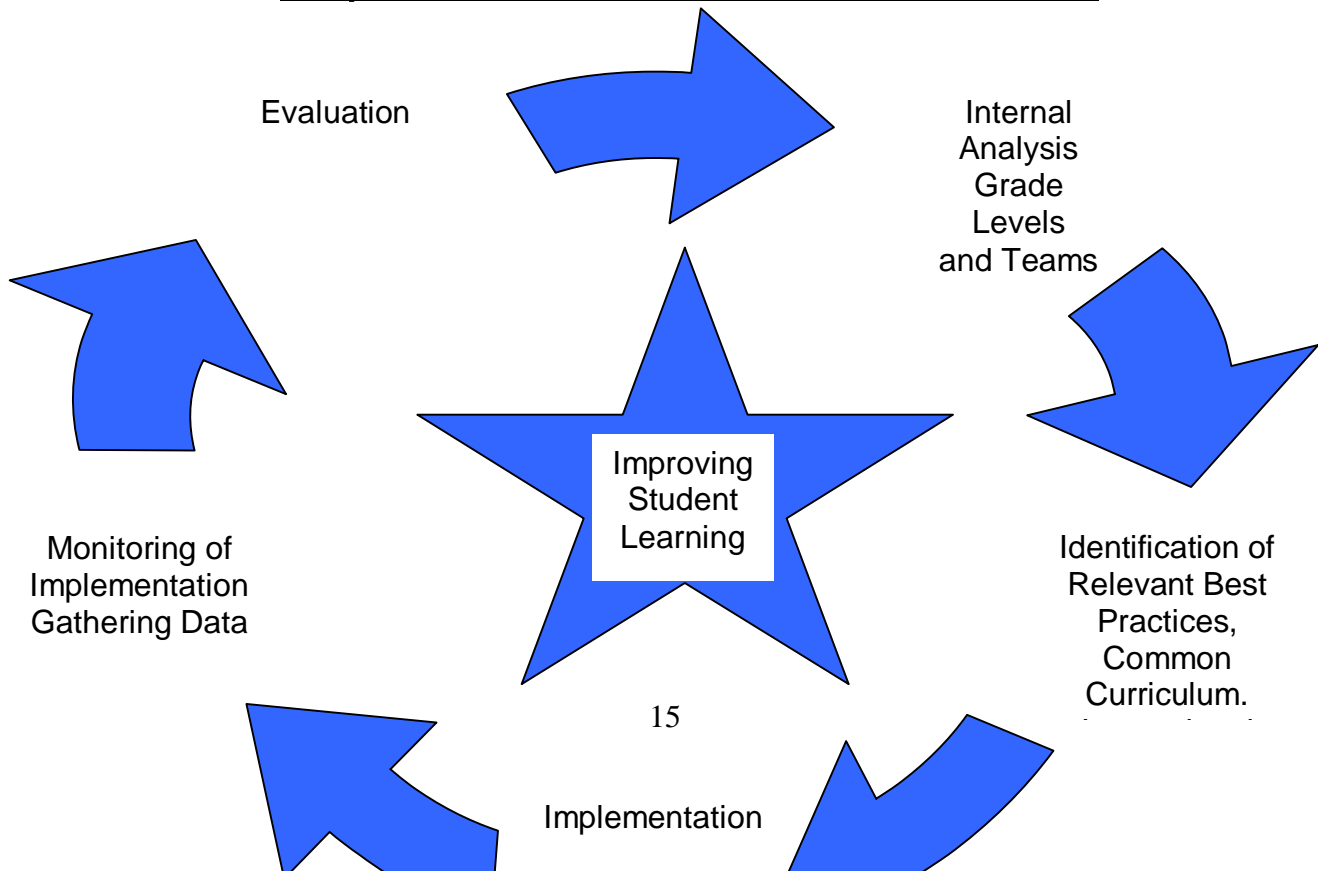 Evaluation
Internal
Analysis
Grade
Levels
and Teams
Improving
Student
Learning
Monitoring of
Implementation
Gathering Data
Identification of
Relevant Best
Practices,
Common
Curriculum.
15
Implementation